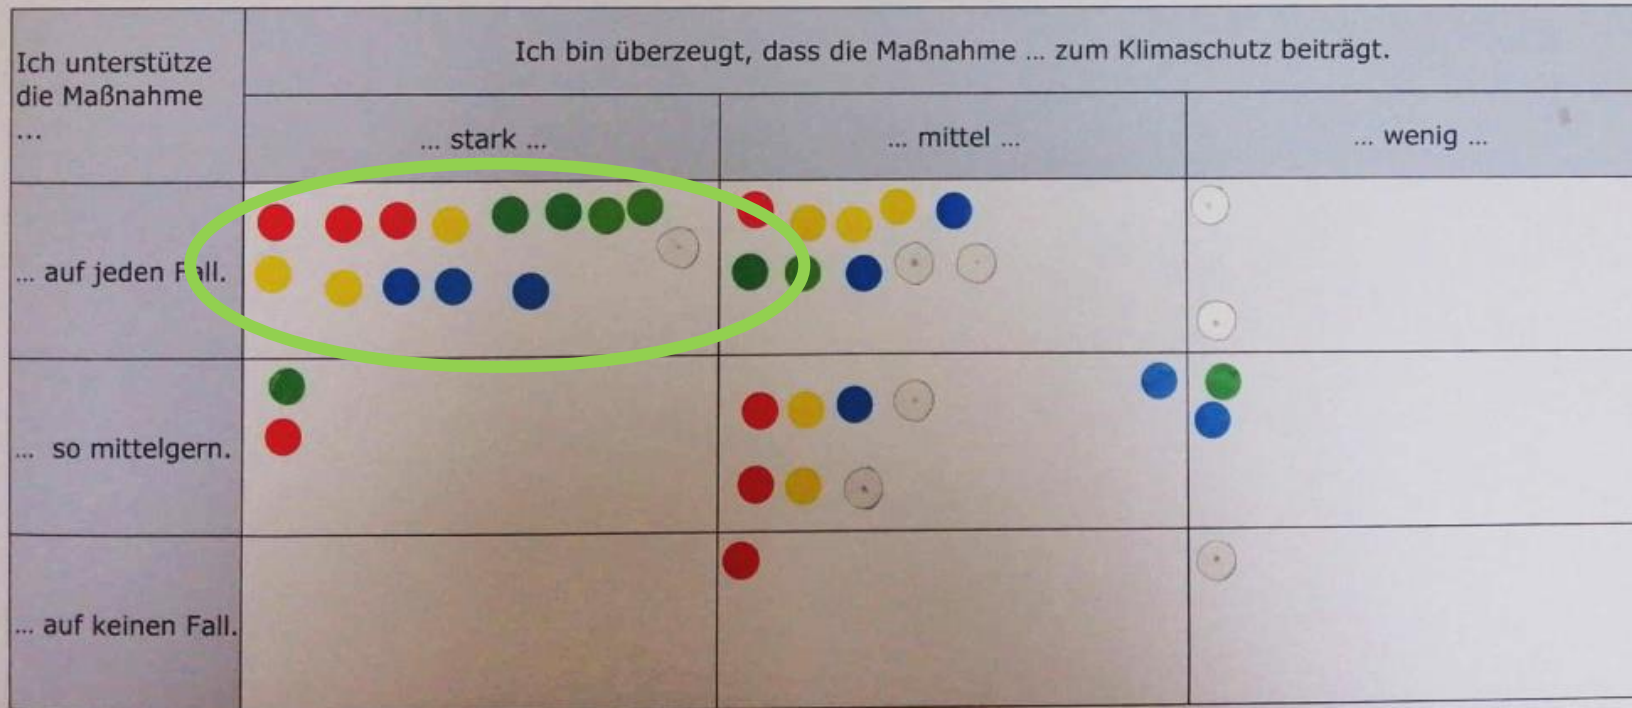 Ich unterstütze
die Maßnahme
...
Ich bin überzeugt, dass die Maßnahme ... zum Klimaschutz beiträgt.
... stark ...
... mittel ...
... wenig ...
... auf jeden Fall.
... so mittelgern.
... auf keinen Fall.